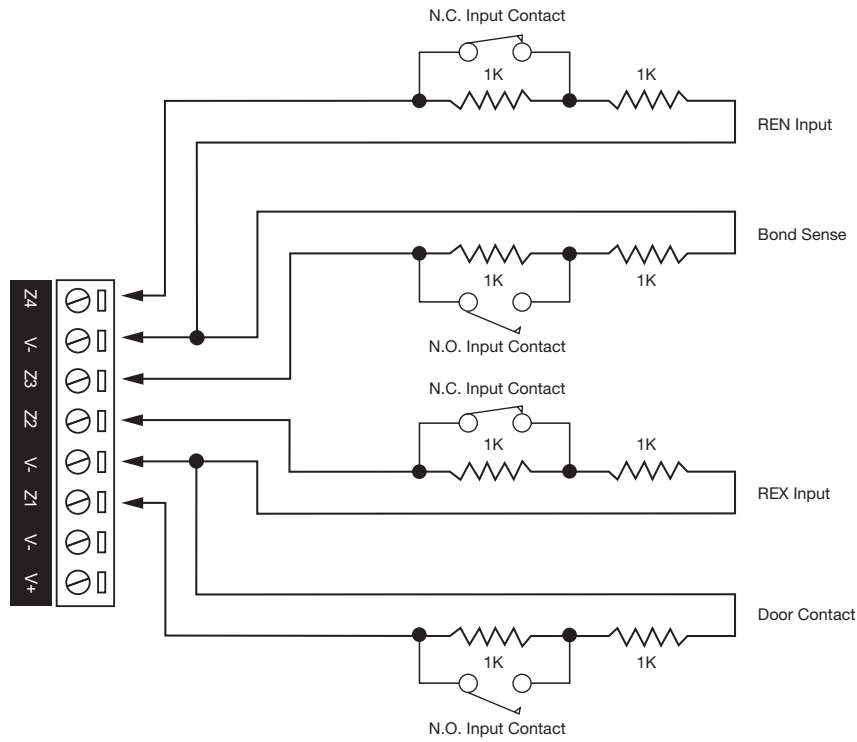 N.C. Input Contact
1K
1K
REN Input
Bond Sense
1K
1K
N.O. Input Contact
N.C. Input Contact
1K
1K
REX Input
Door Contact
1K
1K
N.O. Input Contact
Z4
V-
Z3
Z2
V-
Z1
V-
V+